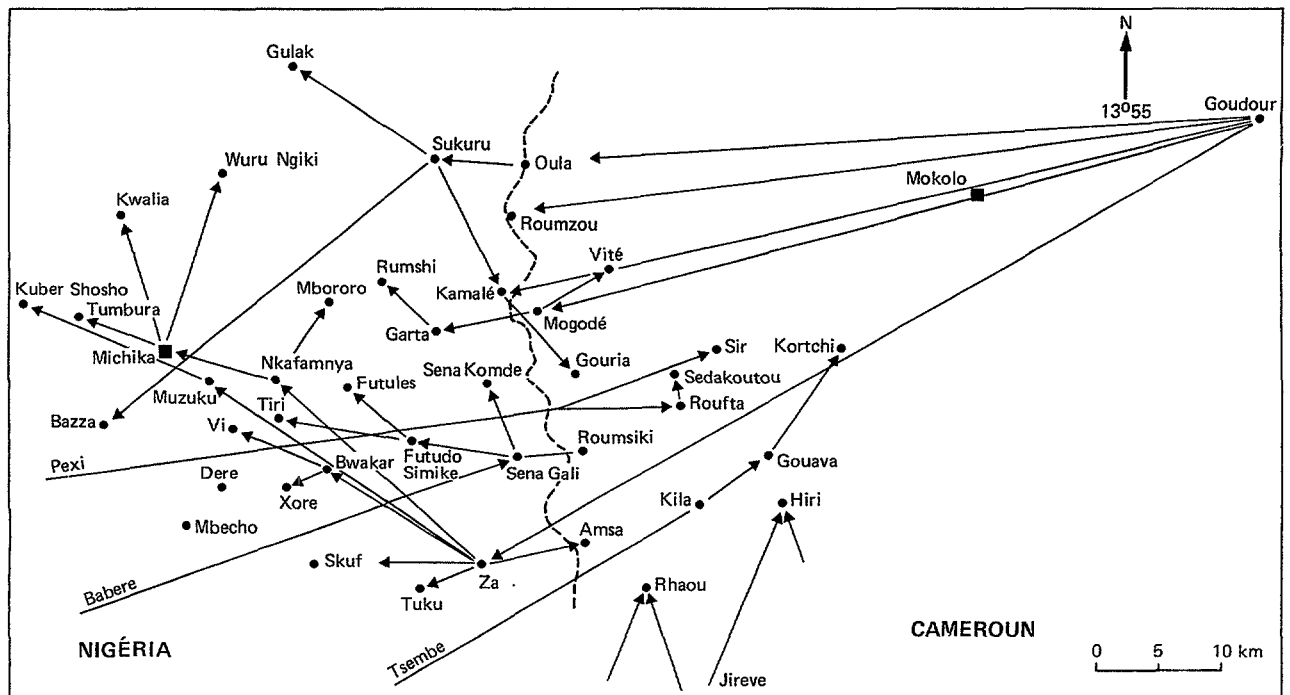 N
Gulak
13º55
Goudour
Sukuru
Oula
Wuru Ngiki
Mokolo
Kwalia
Roumzou
Vité
Rumshi
Kuber Shosho
Mbororo
Kamalé
Tumbura
Mogodé
Garta
Michika
Nkafamnya
Gouria
Sir
Kortchi
Sena Komde
Sedakoutou
Muzuku
Futules
Tiri
Roufta
Bazza
Vi
Roumsiki
Pexi
Dere
Bwakar
Futudo
Simike
Sena Gali
Gouava
Xore
Kila
Hiri
Mbecho
Amsa
Skuf
Za
Babere
Tuku
Rhaou
NIGÉRIA
CAMEROUN
Tsembe
0 5 10 km
Jireve